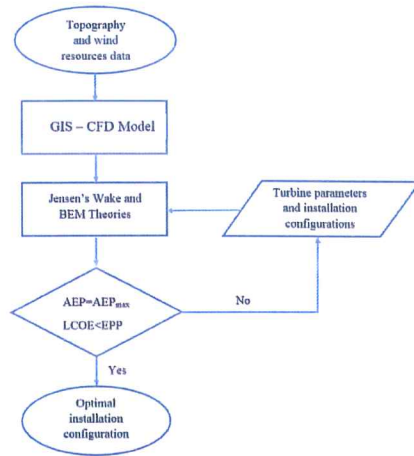 Topography
and wind
resources data
GIS – CFD Model
Jensen's Wake and
BEM Theories
Turbine parameters
and installation
configurations
AEP=AEPmax
LCOE<EPP
No
Yes
Optimal
installation
configuration